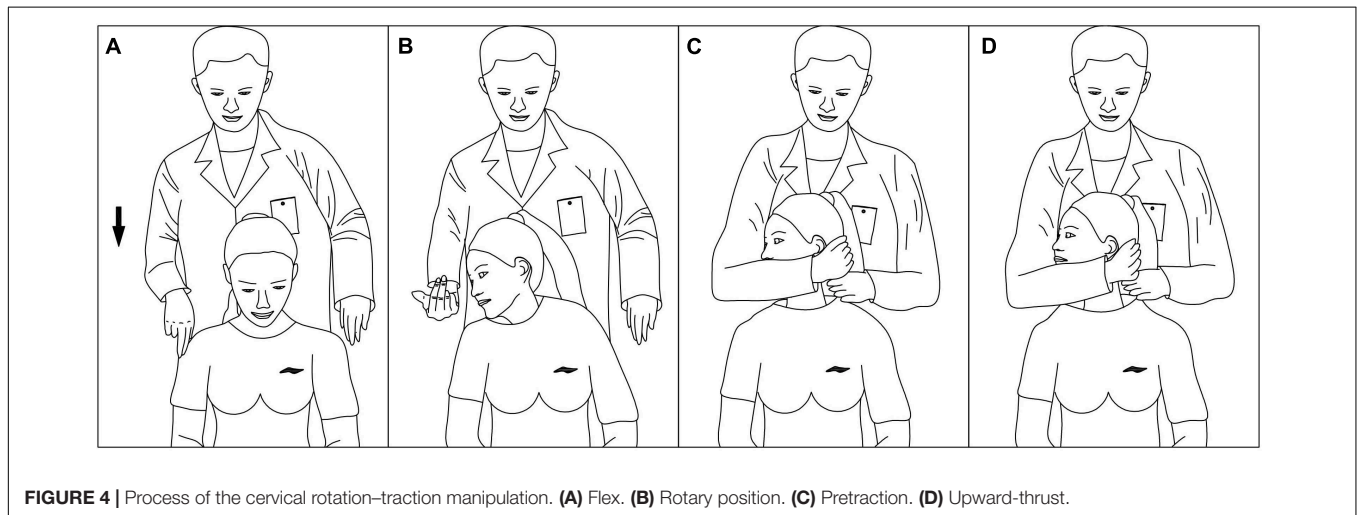 A
B
C
D
FIGURE 4 | Process of the cervical rotation–traction manipulation. (A) Flex. (B) Rotary position. (C) Pretraction. (D) Upward-thrust.